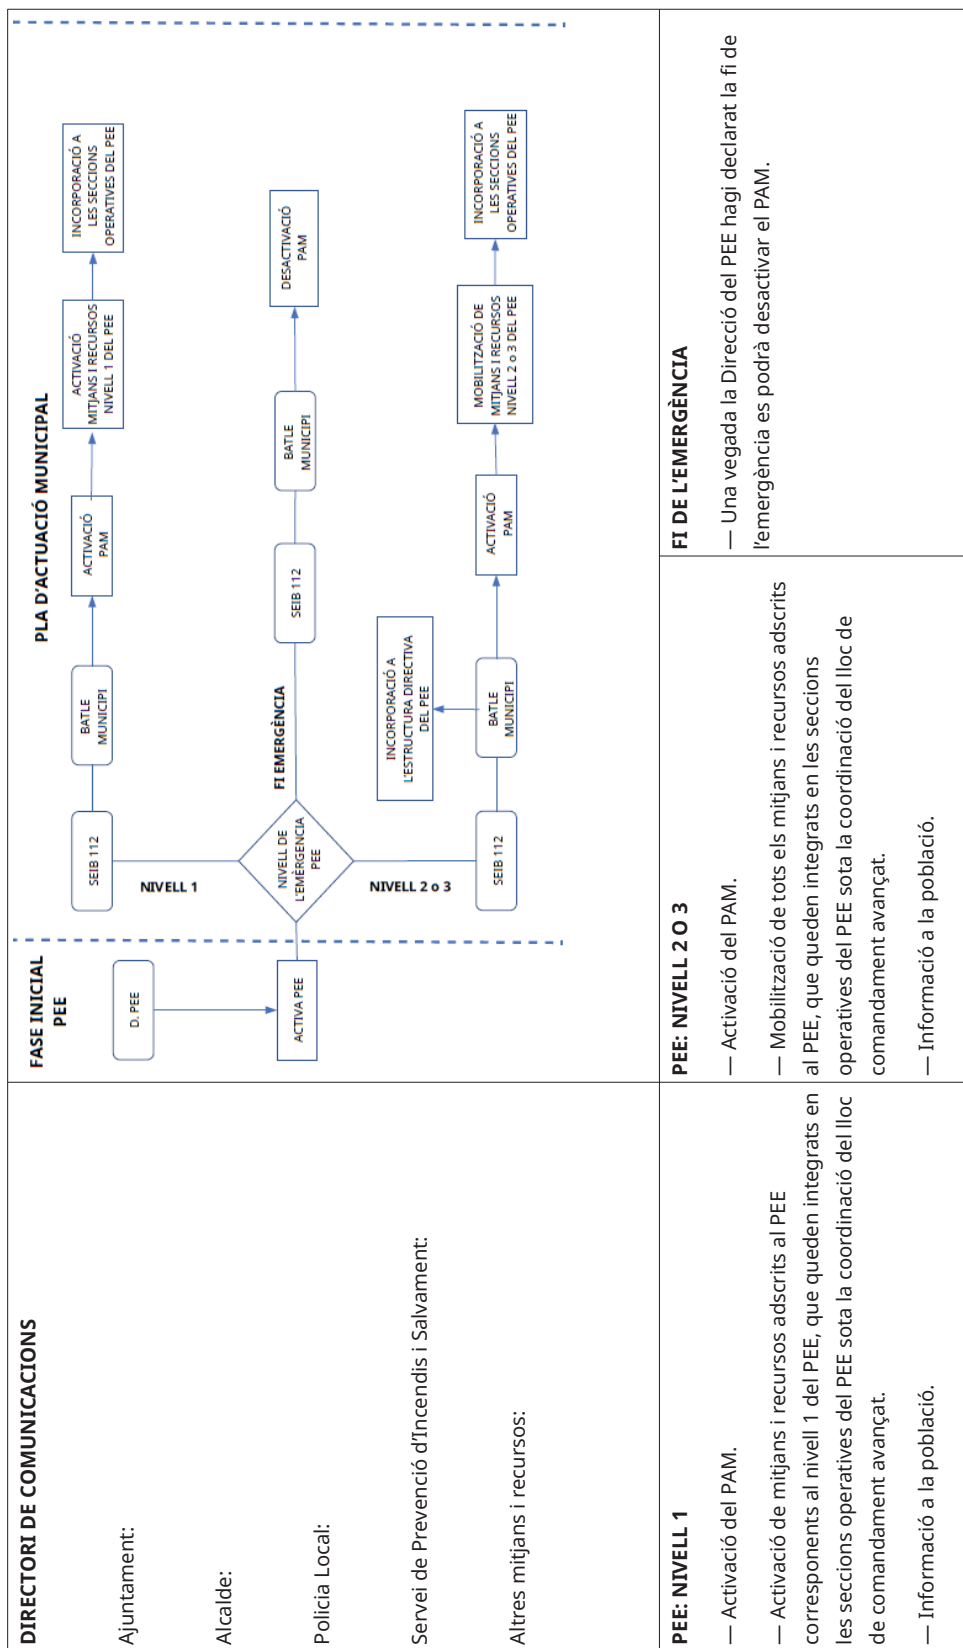 DIRECTORI DE COMUNICACIONS
Ajuntament:
Alcalde:
Policia Local:
Servei de Prevenció d'Incendis i Salvament:
Altres mitjans i recursos:
FASE INICIAL
PEE
D. PEE
ACTIVA PEE
PLA D'ACTUACIÓ MUNICIPAL
SEIB 112
BATLE
MUNICIPI
ACTIVACIÓ
PAM
ACTIVACIÓ
MITJANS I RECURSOS
NIVELL 1 DEL PEE
INCORPORACIÓ A
LES SECCIONS
OPERATIVES DEL PEE
NIVELL 1
NIVELL DE
L'EMÈRGENCIA
PEE
FI EMERGÈNCIA
SEIB 112
BATLE
MUNICIPI
DESACTIVACIÓ
PAM
NIVELL 2 o 3
INCORPORACIÓ A
L'ESTRUCTURA DIRECTIVA
DEL PEE
SEIB 112
BATLE
MUNICIPI
ACTIVACIÓ
PAM
MOBILITZACIÓ DE
MITJANS I RECURSOS
NIVELL 2 o 3 DEL PEE
INCORPORACIÓ A
LES SECCIONS
OPERATIVES DEL PEE
PEE: NIVELL 1
— Activació del PAM.
— Activació de mitjans i recursos adscrits al PEE
corresponents al nivell 1 del PEE, que queden integrats en
les seccions operatives del PEE sota la coordinació del lloc
de comandament avançat.
— Informació a la població.
PEE: NIVELL 2 O 3
— Activació del PAM.
— Mobilització de tots els mitjans i recursos adscrits
al PEE, que queden integrats en les seccions
operatives del PEE sota la coordinació del lloc de
comandament avançat.
— Informació a la població.
FI DE L'EMERGÈNCIA
— Una vegada la Direcció del PEE hagi declarat la fi de
l'emergència es podrà desactivar el PAM.